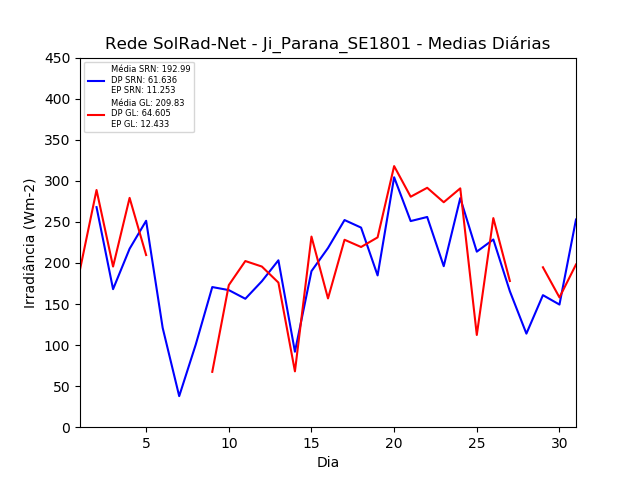 Rede SolRad-Net - Ji_Parana_SE1801 - Medias Diárias
Média SRN: 192.99
DP SRN: 61.636
EP SRN: 11.253
Média GL: 209.83
DP GL: 64.605
EP GL: 12.433
450
400
350
300
250
200
150
100
50
0
Irradiância (Wm-2)
5 10 15 20 25 30
Dia